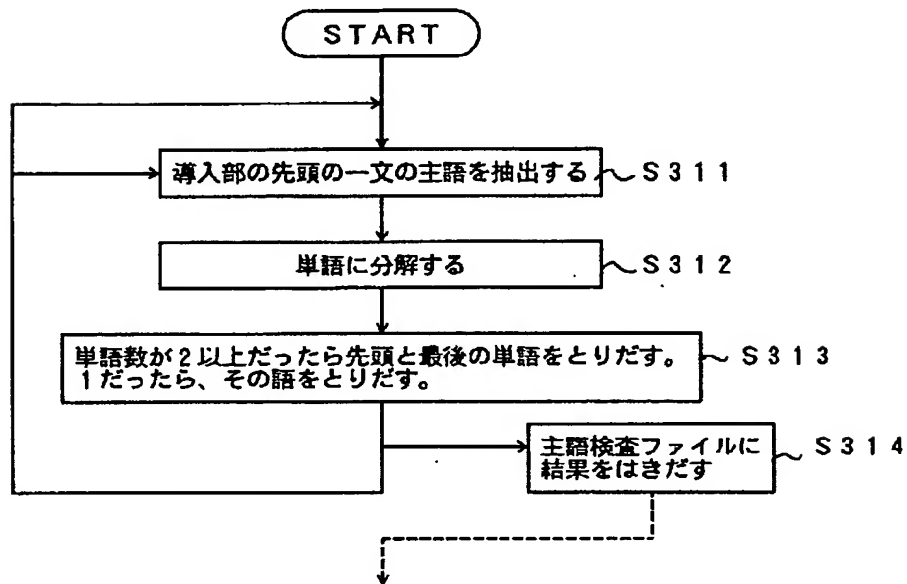 START
導入部の先頭の一文の主語を抽出する
S311
単語に分解する
S312
単語数が2以上だったら先頭と最後の単語をとりだす。
1だったら、その語をとりだす。
S313
主語検査ファイルに
結果をはきだす
S314